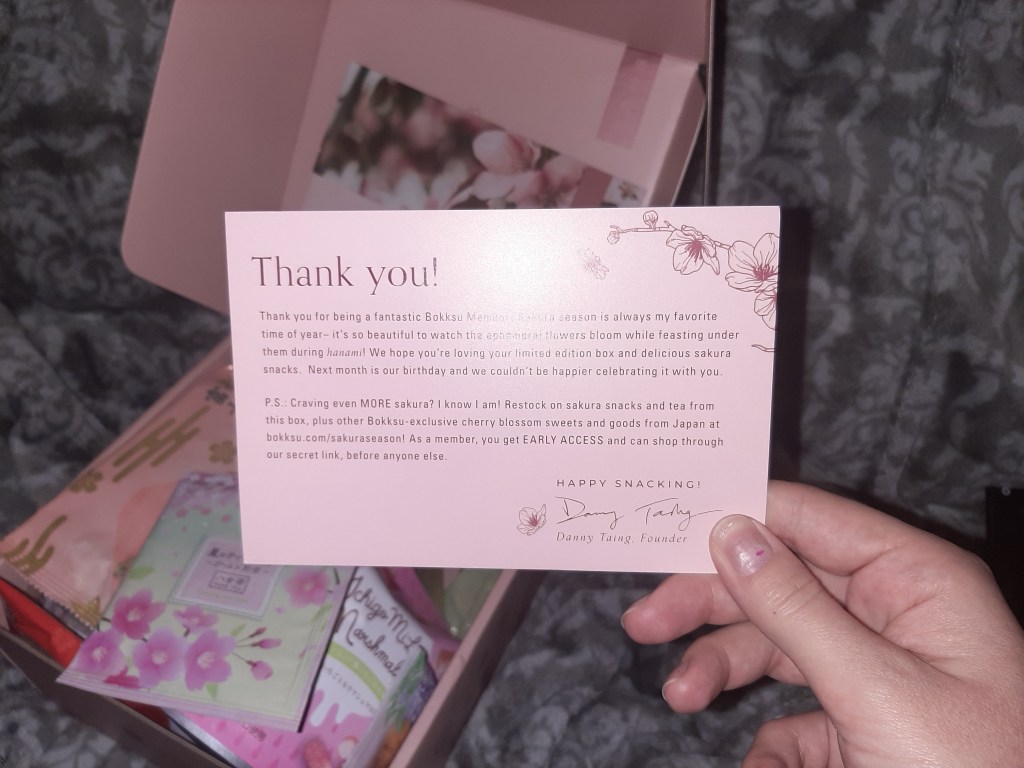 Thank you!
Thank you for being a fantastic Bokksu Member! Sakura season is always my favorite
time of year– it's so beautiful to watch the ephemeral flowers bloom while feasting under
them during hanami! We hope you're loving your limited edition box and delicious sakura
snacks. Next month is our birthday and we couldn't be happier celebrating it with you.
P.S.: Craving even MORE sakura? I know I am! Restock on sakura snacks and tea from
this box, plus other Bokksu-exclusive cherry blossom sweets and goods from Japan at
bokksu.com/sakuraseason! As a member, you get EARLY ACCESS and can shop through
our secret link, before anyone else.
HAPPY SNACKING!
Danny Taing
Danny Taing, Founder
Ichigo Milk
Marshmal